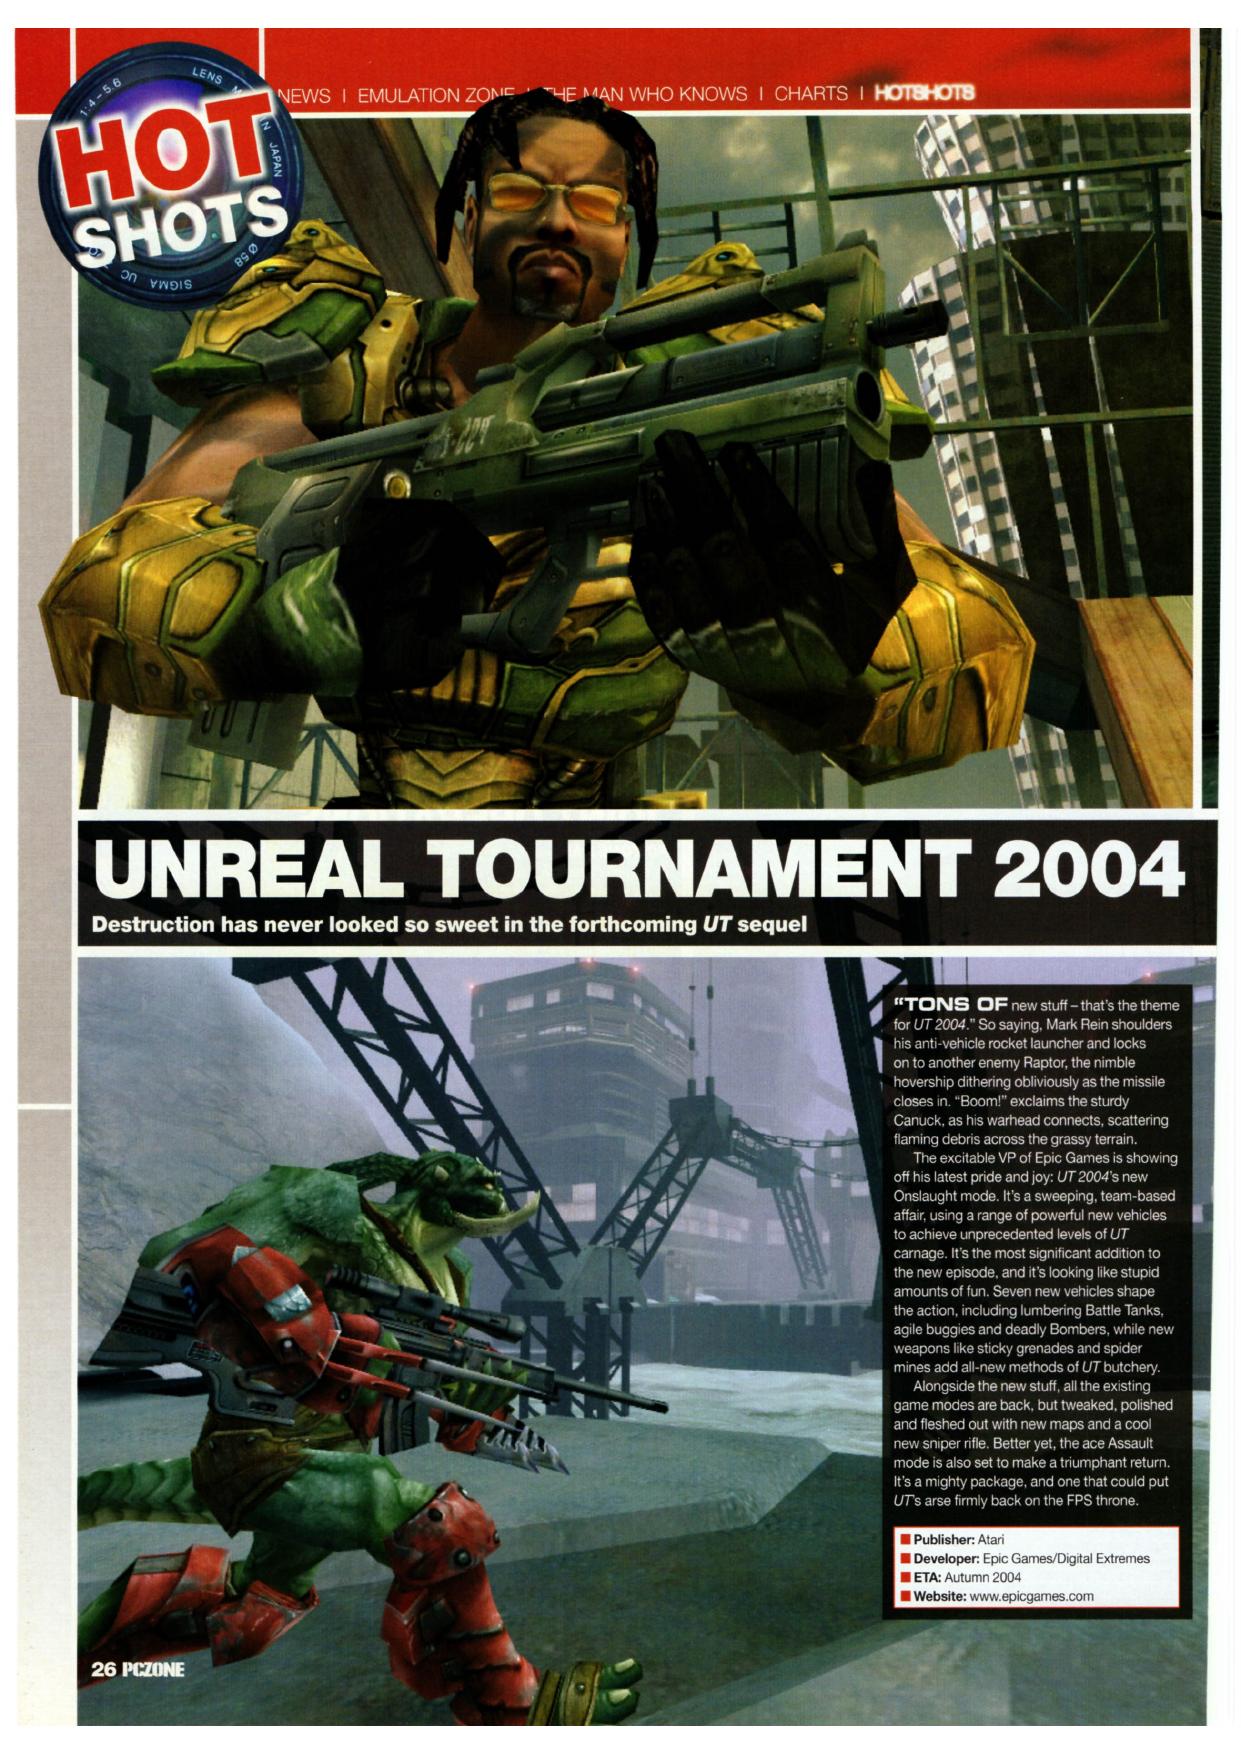 NEWS | EMULATION ZONE | THE MAN WHO KNOWS | CHARTS | HOTSHOTS
1:4-5.6 LENS
N JAPAN
HOT
SHOTS
Ø58
SIGMA UC
UNREAL TOURNAMENT 2004
Destruction has never looked so sweet in the forthcoming UT sequel
“TONS OF new stuff – that's the theme
for UT 2004.” So saying, Mark Rein shoulders
his anti-vehicle rocket launcher and locks
on to another enemy Raptor, the nimble
hovership dithering obliviously as the missile
closes in. “Boom!” exclaims the sturdy
Canuck, as his warhead connects, scattering
flaming debris across the grassy terrain.
The excitable VP of Epic Games is showing
off his latest pride and joy: UT 2004's new
Onslaught mode. It's a sweeping, team-based
affair, using a range of powerful new vehicles
to achieve unprecedented levels of UT
carnage. It's the most significant addition to
the new episode, and it's looking like stupid
amounts of fun. Seven new vehicles shape
the action, including lumbering Battle Tanks,
agile buggies and deadly Bombers, while new
weapons like sticky grenades and spider
mines add all-new methods of UT butchery.
Alongside the new stuff, all the existing
game modes are back, but tweaked, polished
and fleshed out with new maps and a cool
new sniper rifle. Better yet, the ace Assault
mode is also set to make a triumphant return.
It's a mighty package, and one that could put
UT's arse firmly back on the FPS throne.
Publisher: Atari
Developer: Epic Games/Digital Extremes
ETA: Autumn 2004
Website: www.epicgames.com
26 PCZONE